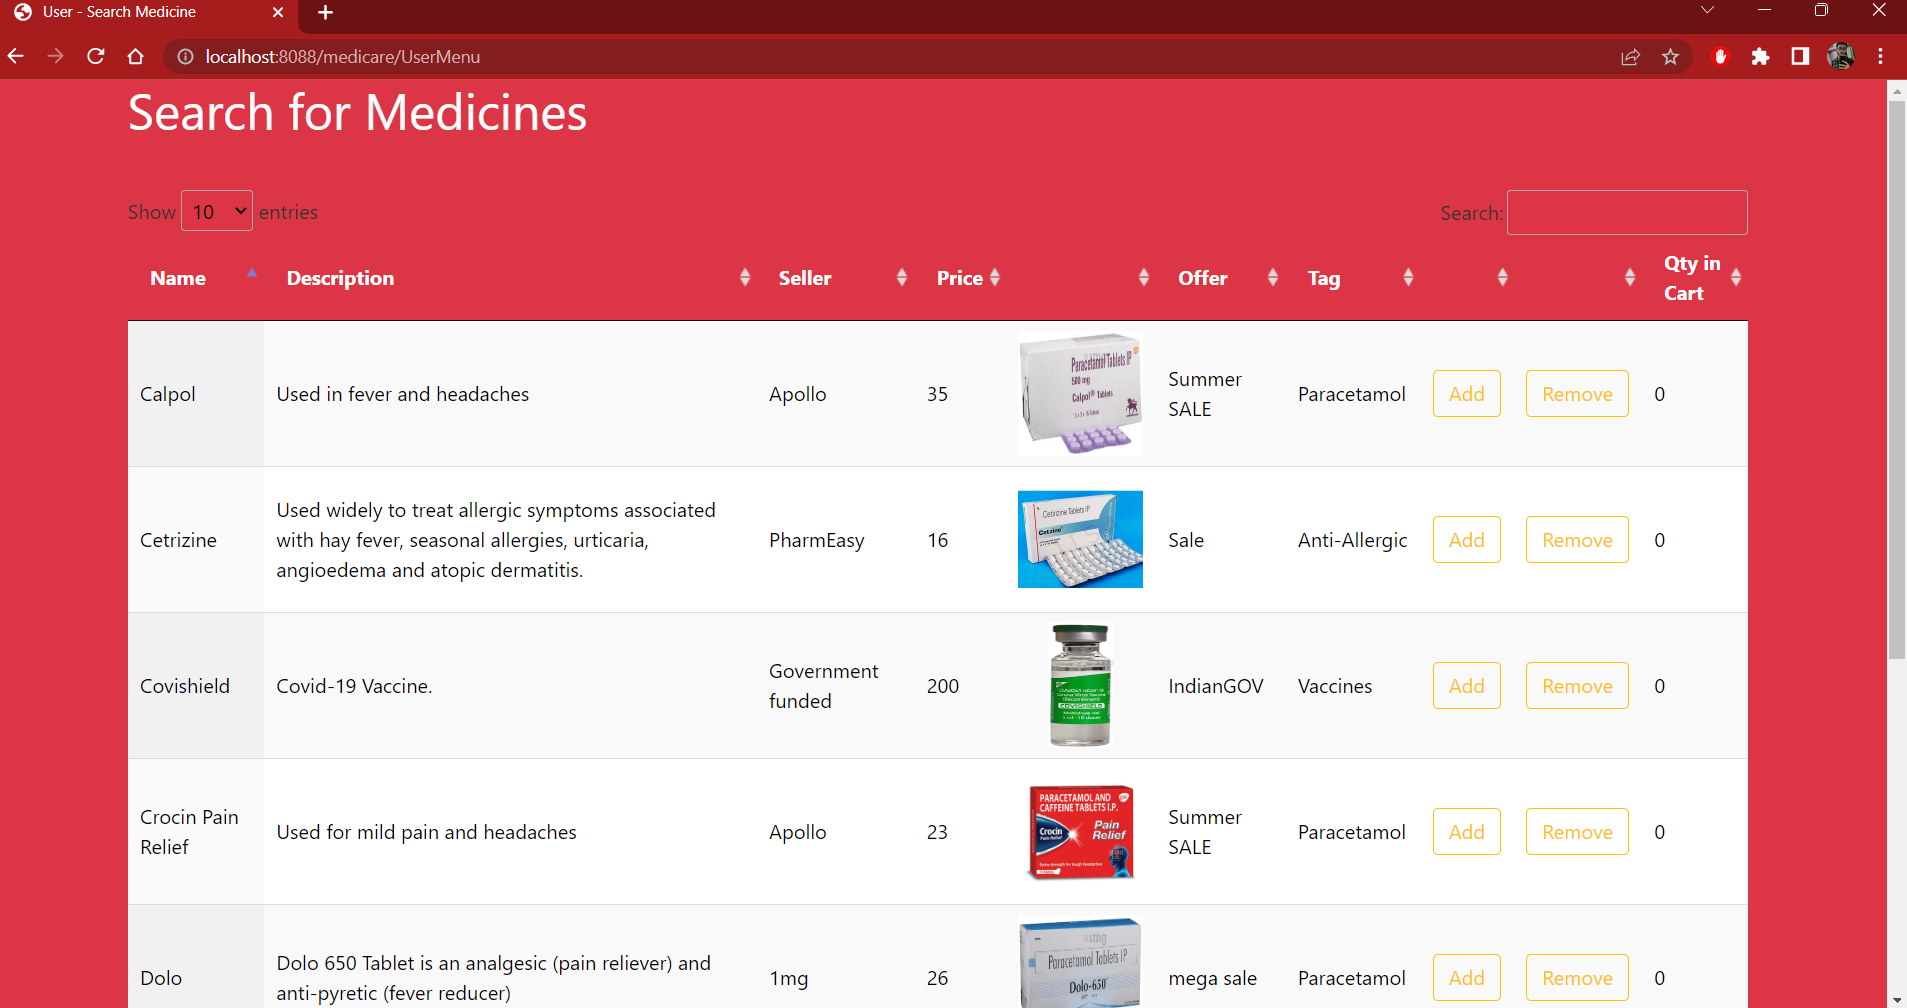 User - Search Medicine
localhost:8088/medicare/UserMenu
Search for Medicines
Show 10 entries
Search:
Name Description Seller Price Offer Tag Qty in Cart
Calpol Used in fever and headaches Apollo 35 Summer SALE Paracetamol Add Remove 0
Paracetamol Tablets IP
500 mg
Calpol® Tablets
Used widely to treat allergic symptoms associated
Cetrizine with hay fever, seasonal allergies, urticaria, PharmEasy 16 Sale Anti-Allergic Add Remove 0
angioedema and atopic dermatitis.
Cetirizine Tablets IP
Cetzine
Covishield Covid-19 Vaccine. Government funded 200 IndianGOV Vaccines Add Remove 0
COVISHIELD
Crocin Pain Relief Used for mild pain and headaches Apollo 23 Summer SALE Paracetamol Add Remove 0
PARACETAMOL AND
CAFFEINE TABLETS I.P.
Crocin
Pain Relief
Pain
Relief
Dolo 650 Tablet is an analgesic (pain reliever) and
Dolo anti-pyretic (fever reducer) 1mg 26 mega sale Paracetamol Add Remove 0
1mg
Paracetamol Tablets IP
Dolo-650